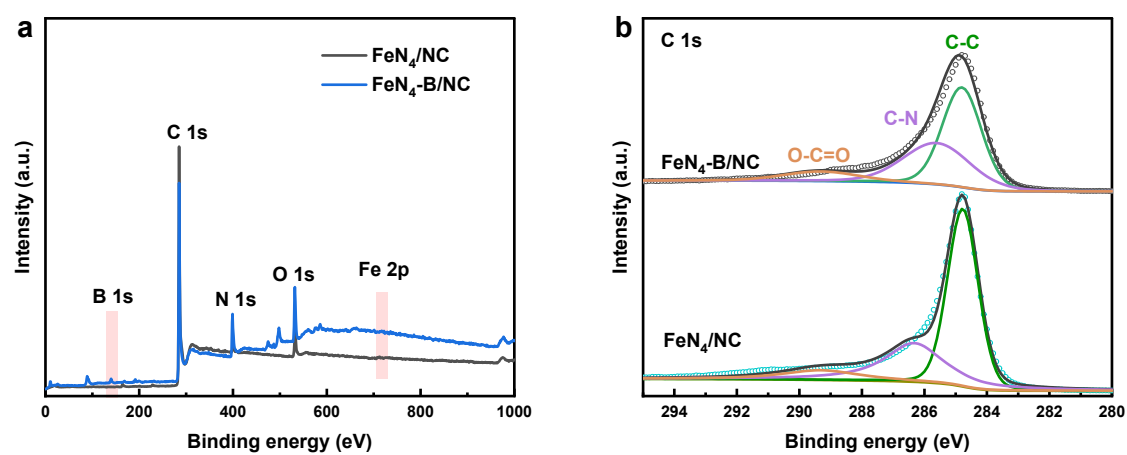 a
FeN₄/NC
FeN₄-B/NC
C 1s
O 1s
Fe 2p
B 1s
N 1s
Intensity (a.u.)
0 200 400 600 800 1000
Binding energy (eV)
b
C 1s
C-C
C-N
O-C=O
FeN₄-B/NC
FeN₄/NC
Intensity (a.u.)
294 292 290 288 286 284 282 280
Binding energy (eV)